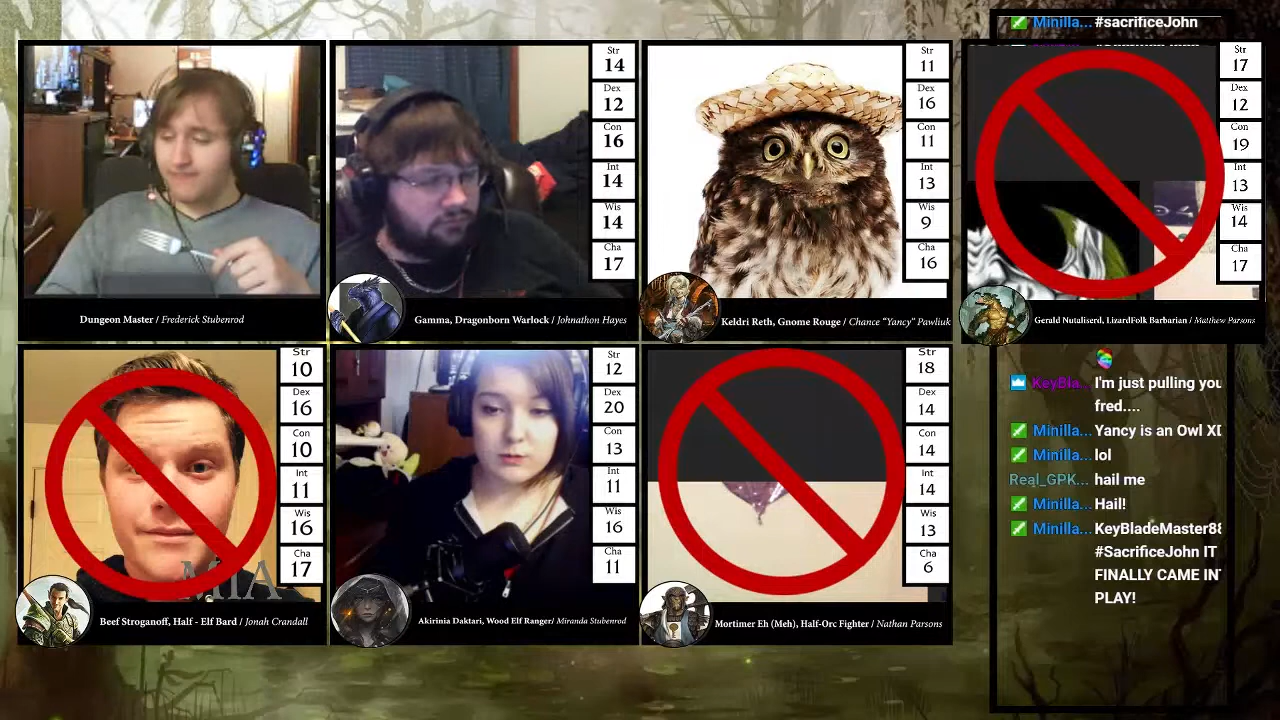 Minilla... #sacrificeJohn
Str
14
Dex
12
Con
16
Int
14
Wis
14
Cha
17
Str
11
Dex
16
Con
11
Int
13
Wis
9
Cha
16
Str
17
Dex
12
Con
19
Int
13
Wis
14
Cha
17
Dungeon Master / Frederick Stubenrod
Gamma, Dragonborn Warlock / Johnathon Hayes
Keldri Reth, Gnome Rouge / Chance "Yancy" Pawliuk
Gerald Nutaliserd, LizardFolk Barbarian / Matthew Parsons
Str
10
Dex
16
Con
10
Int
11
Wis
16
Cha
17
MIA
Str
12
Dex
20
Con
13
Int
11
Wis
16
Cha
11
Str
18
Dex
14
Con
14
Int
14
Wis
13
Cha
6
Beef Stroganoff, Half - Elf Bard / Jonah Crandall
Akirinia Daktari, Wood Elf Ranger/ Miranda Stubenrod
Mortimer Eh (Meh), Half-Orc Fighter / Nathan Parsons
KeyBla... I'm just pulling you
fred....
Minilla... Yancy is an Owl XD
Minilla... lol
Real_GPK... hail me
Minilla... Hail!
Minilla... KeyBladeMaster88
#SacrificeJohn IT
FINALLY CAME INT
PLAY!